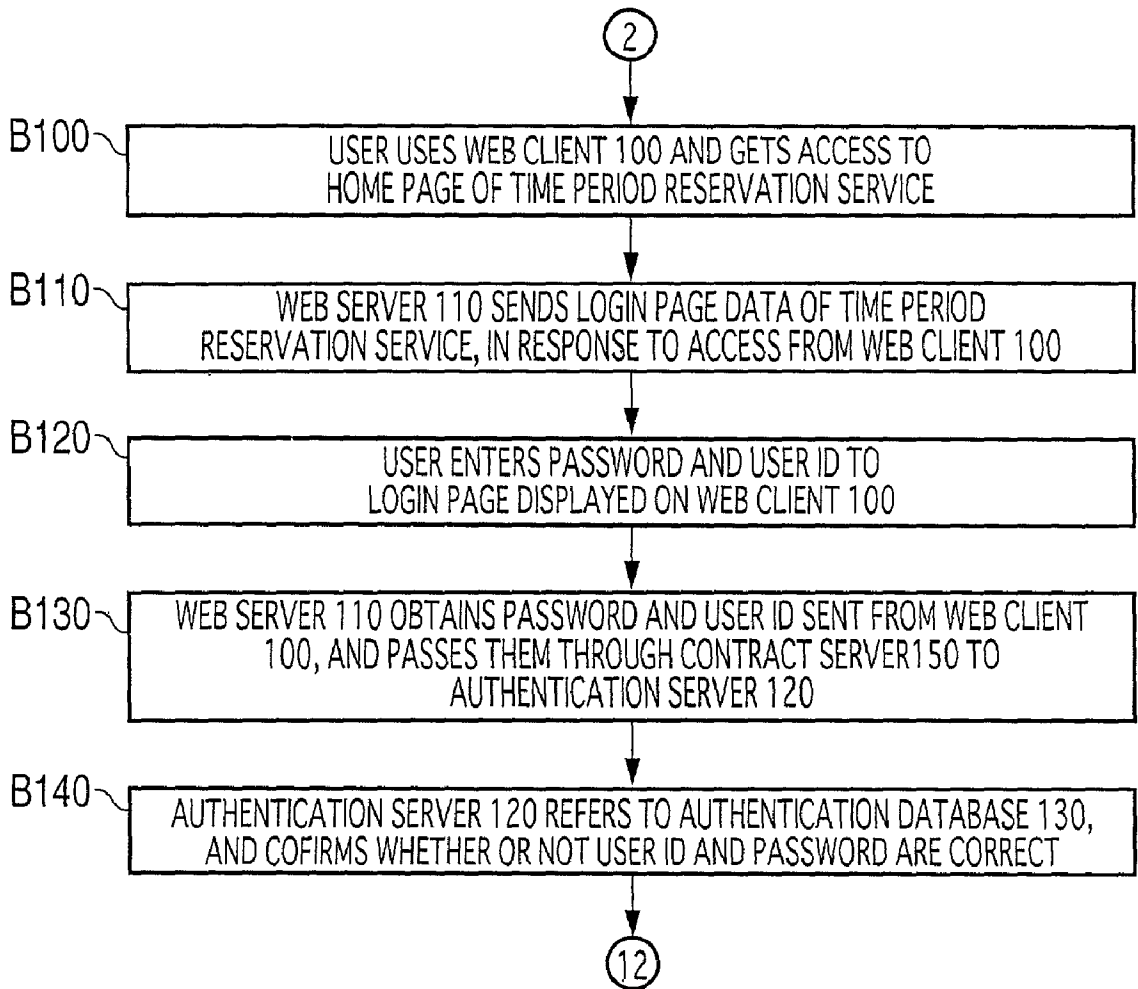 2
B100
USER USES WEB CLIENT 100 AND GETS ACCESS TO
HOME PAGE OF TIME PERIOD RESERVATION SERVICE
B110
WEB SERVER 110 SENDS LOGIN PAGE DATA OF TIME PERIOD
RESERVATION SERVICE, IN RESPONSE TO ACCESS FROM WEB CLIENT 100
B120
USER ENTERS PASSWORD AND USER ID TO
LOGIN PAGE DISPLAYED ON WEB CLIENT 100
B130
WEB SERVER 110 OBTAINS PASSWORD AND USER ID SENT FROM WEB CLIENT
100, AND PASSES THEM THROUGH CONTRACT SERVER150 TO
AUTHENTICATION SERVER 120
B140
AUTHENTICATION SERVER 120 REFERS TO AUTHENTICATION DATABASE 130,
AND COFIRMS WHETHER OR NOT USER ID AND PASSWORD ARE CORRECT
12